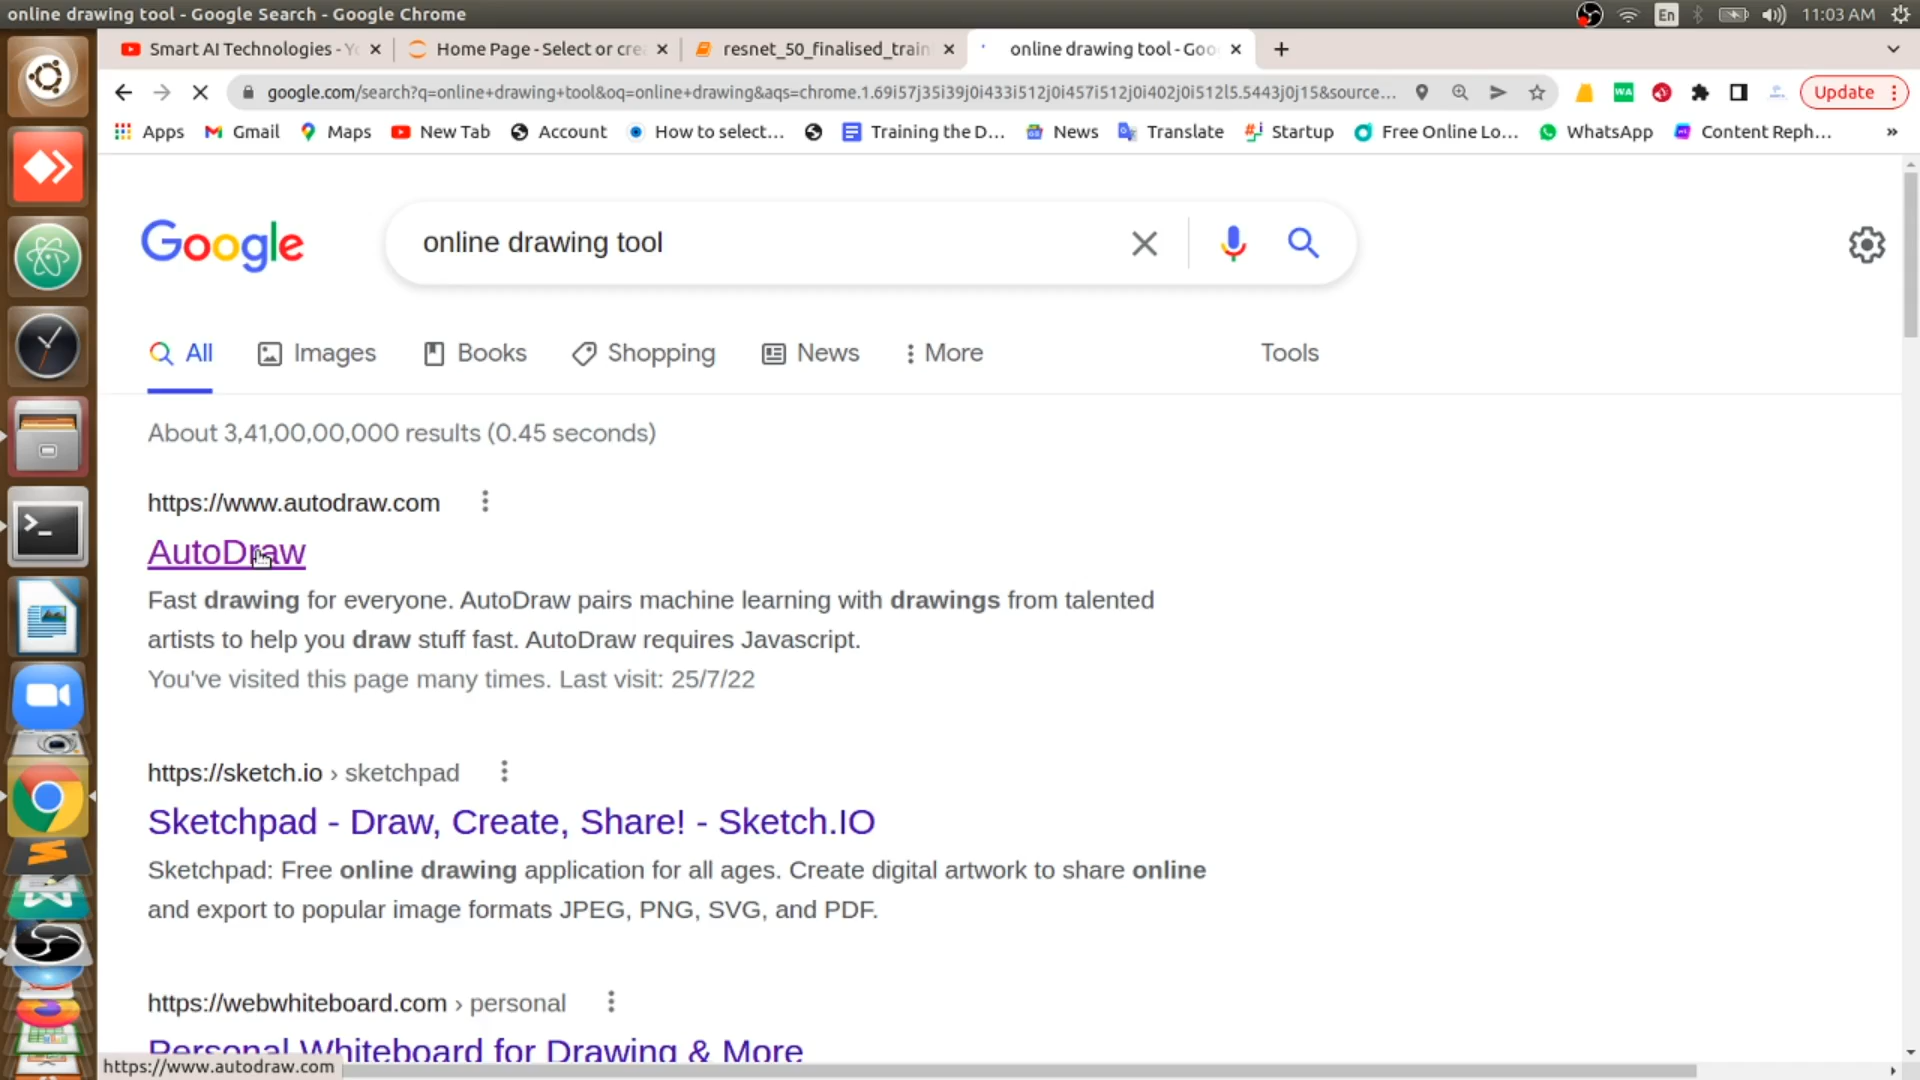 online drawing tool - Google Search - Google Chrome
En
11:03 AM
Smart AI Technologies - Yo
Home Page - Select or crea
resnet_50_finalised_train
online drawing tool - Goo
google.com/search?q=online+drawing+tool&oq=online+drawing&aqs=chrome.1.69i57j35i39j0i433i512j0i457i512j0i402j0i512l5.5443j0j15&source...
WA
Update
Apps
Gmail
Maps
New Tab
Account
How to select...
Training the D...
News
Translate
Startup
Free Online Lo...
WhatsApp
Content Reph...
»
Google
online drawing tool
All
Images
Books
Shopping
News
More
Tools
About 3,41,00,00,000 results (0.45 seconds)
https://www.autodraw.com
AutoDraw
Fast drawing for everyone. AutoDraw pairs machine learning with drawings from talented
artists to help you draw stuff fast. AutoDraw requires Javascript.
You've visited this page many times. Last visit: 25/7/22
https://sketch.io › sketchpad
Sketchpad - Draw, Create, Share! - Sketch.IO
Sketchpad: Free online drawing application for all ages. Create digital artwork to share online
and export to popular image formats JPEG, PNG, SVG, and PDF.
https://webwhiteboard.com › personal
Personal Whiteboard for Drawing & More
https://www.autodraw.com